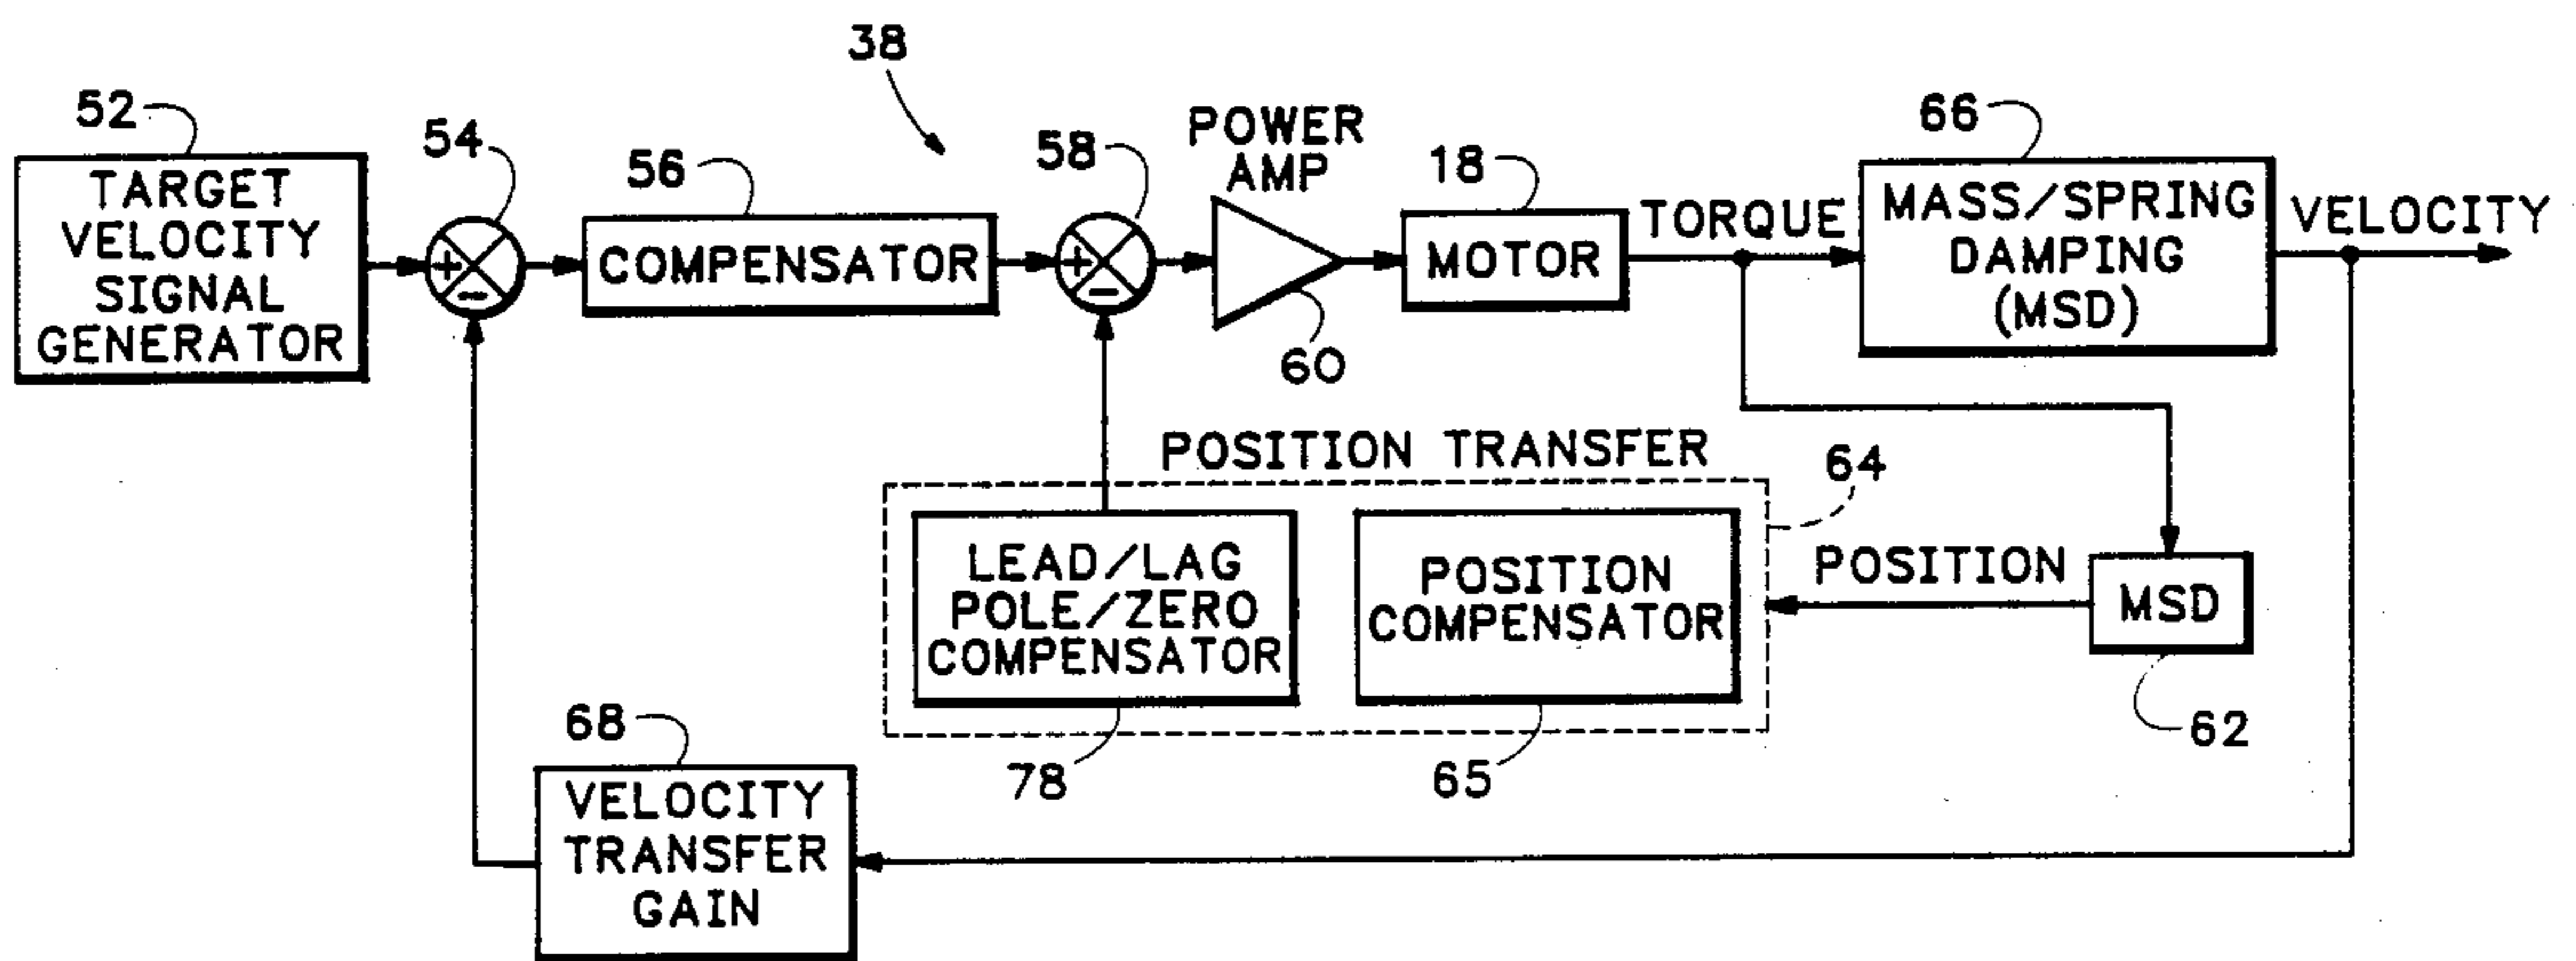 38
52
54
56
58
POWER
AMP
18
66
TARGET
VELOCITY
SIGNAL
GENERATOR
+
−
COMPENSATOR
+
−
60
MOTOR
TORQUE
MASS/SPRING
DAMPING
(MSD)
VELOCITY
POSITION TRANSFER
64
LEAD/LAG
POLE/ZERO
COMPENSATOR
78
POSITION
COMPENSATOR
65
POSITION
MSD
62
68
VELOCITY
TRANSFER
GAIN